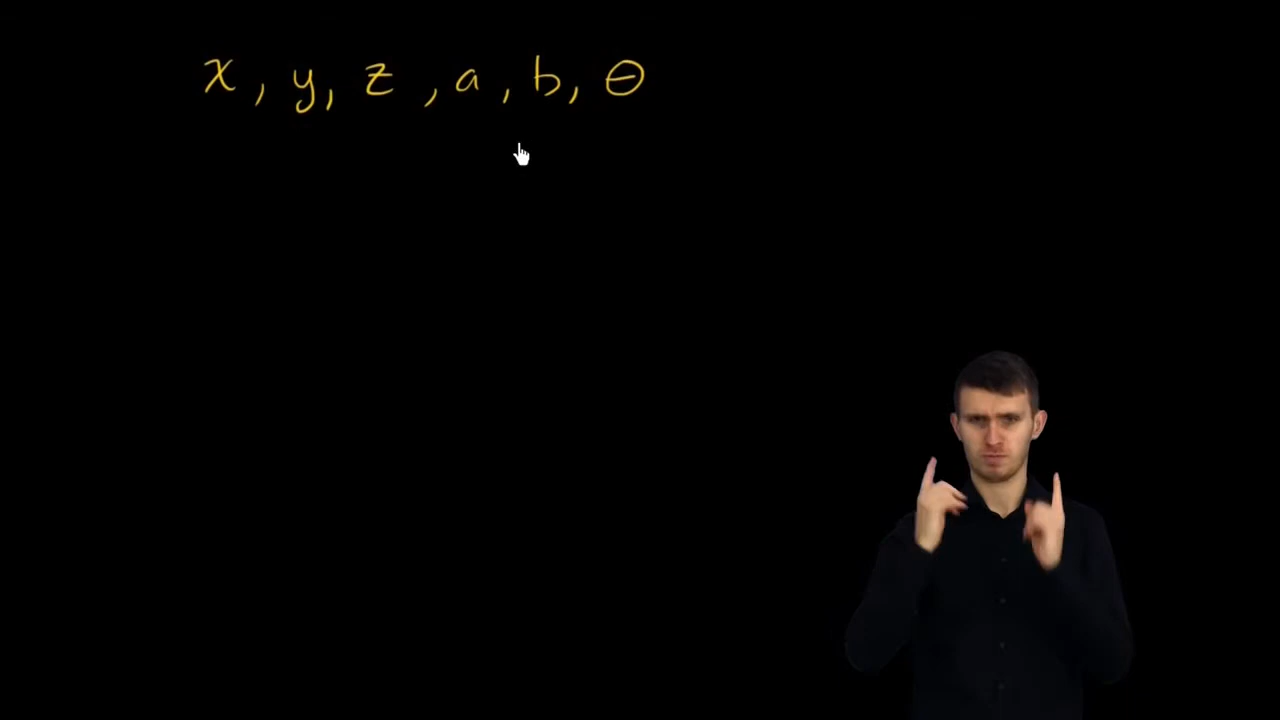 x, y, z, a, b, θ